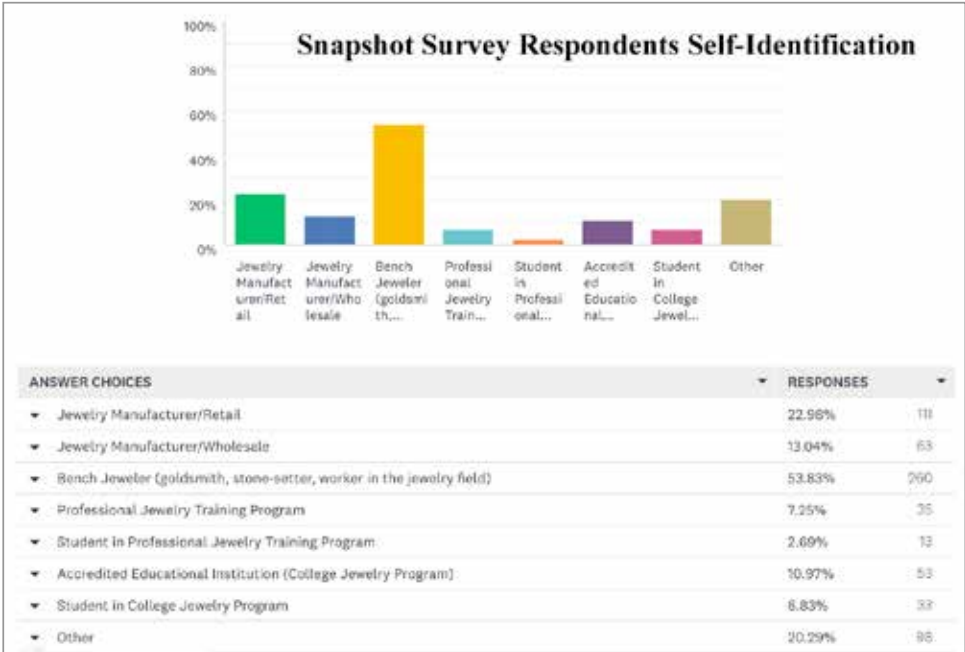 100%
Snapshot Survey Respondents Self-Identification
80%
60%
40%
20%
0%
Jewelry
Manufact
urer/Ret
ail
Jewelry
Manufact
urer/Who
lesale
Bench
Jeweler
(goldsmi
th,...
Professi
onal
Jewelry
Train...
Student
in
Professi
onal...
Accredit
ed
Educatio
nal,...
Student
in
College
Jewel...
Other
ANSWER CHOICES RESPONSES
Jewelry Manufacturer/Retail 22.98% 111
Jewelry Manufacturer/Wholesale 13.04% 63
Bench Jeweler (goldsmith, stone-setter, worker in the jewelry field) 53.83% 260
Professional Jewelry Training Program 7.25% 35
Student in Professional Jewelry Training Program 2.69% 13
Accredited Educational Institution (College Jewelry Program) 10.97% 53
Student in College Jewelry Program 6.83% 33
Other 20.29% 98